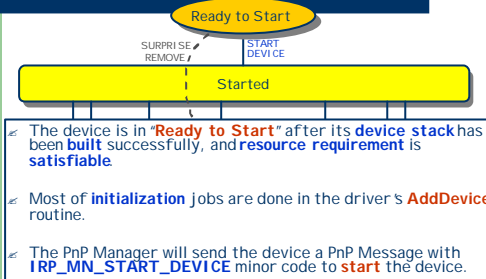 Ready to Start
SURPRISE
REMOVE
START
DEVICE
Started
The device is in "Ready to Start" after its device stack has
been built successfully, and resource requirement is
satisfiable.
Most of initialization jobs are done in the driver's AddDevice
routine.
The PnP Manager will send the device a PnP Message with
IRP_MN_START_DEVICE minor code to start the device.